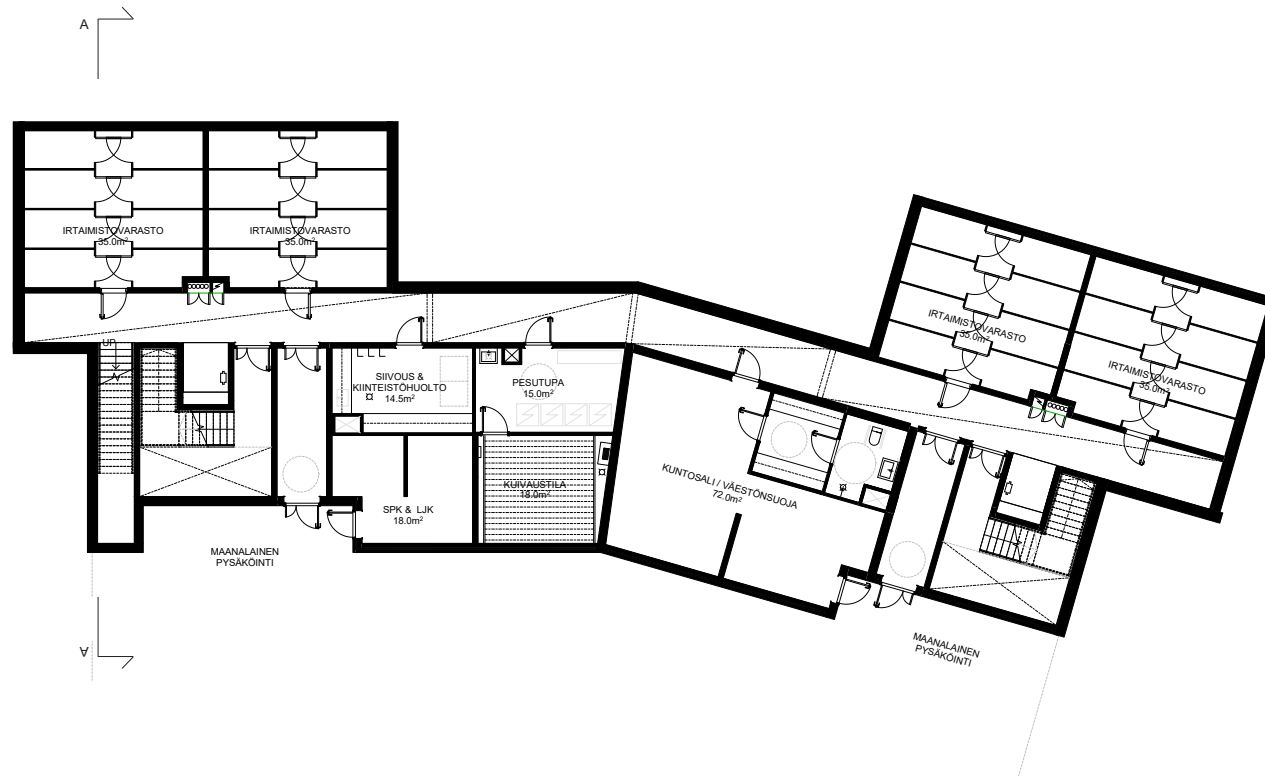 A
IRTAIMISTOVARASTO
35.0m²
IRTAIMISTOVARASTO
35.0m²
IRTAIMISTOVARASTO
35.0m²
IRTAIMISTOVARASTO
35.0m²
UP
SIIVOUS &
KIINTEISTÖHUOLTO
14.5m²
PESUTUPA
15.0m²
KUIVAUSTILA
18.0m²
SPK & LJK
18.0m²
KUNTOSALI / VÄESTÖNSUOJA
72.0m²
MAANALAINEN
PYSÄKÖINTI
MAANALAINEN
PYSÄKÖINTI
A